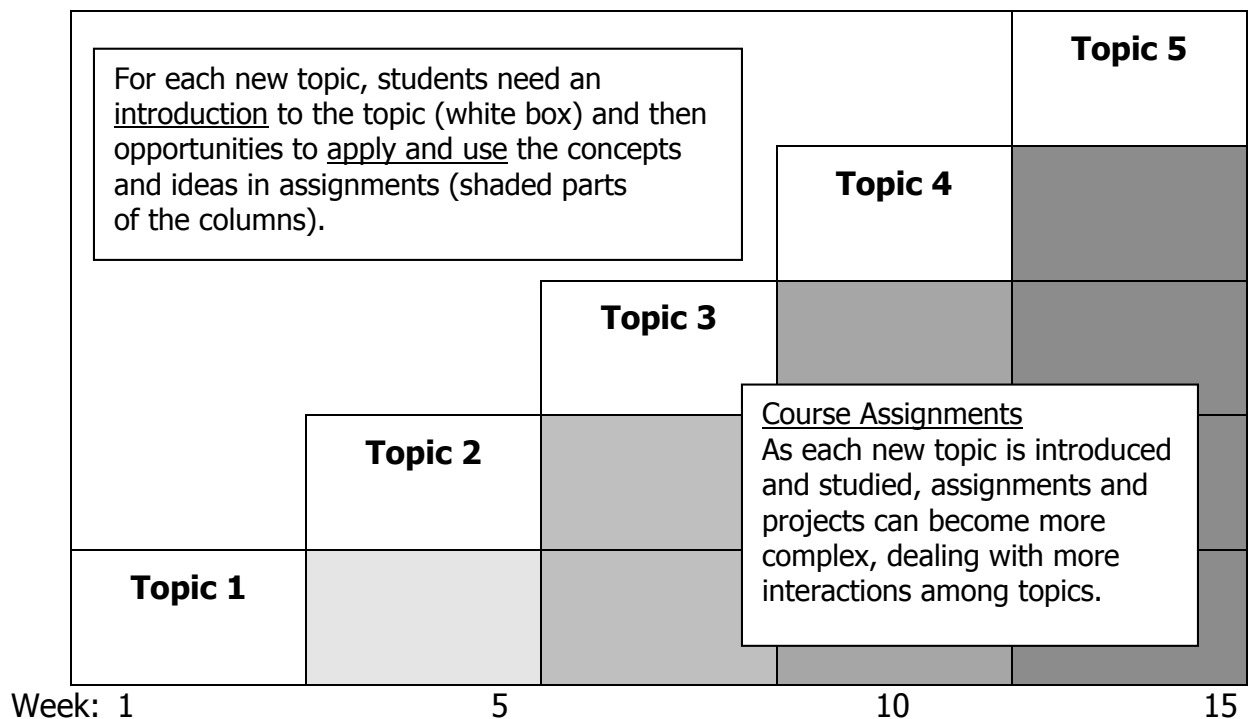 Topic 5
For each new topic, students need an
introduction to the topic (white box) and then
opportunities to apply and use the concepts
and ideas in assignments (shaded parts
of the columns).
Topic 4
Topic 3
Course Assignments
As each new topic is introduced
and studied, assignments and
projects can become more
complex, dealing with more
interactions among topics.
Topic 2
Topic 1
Week: 1 5 10 15